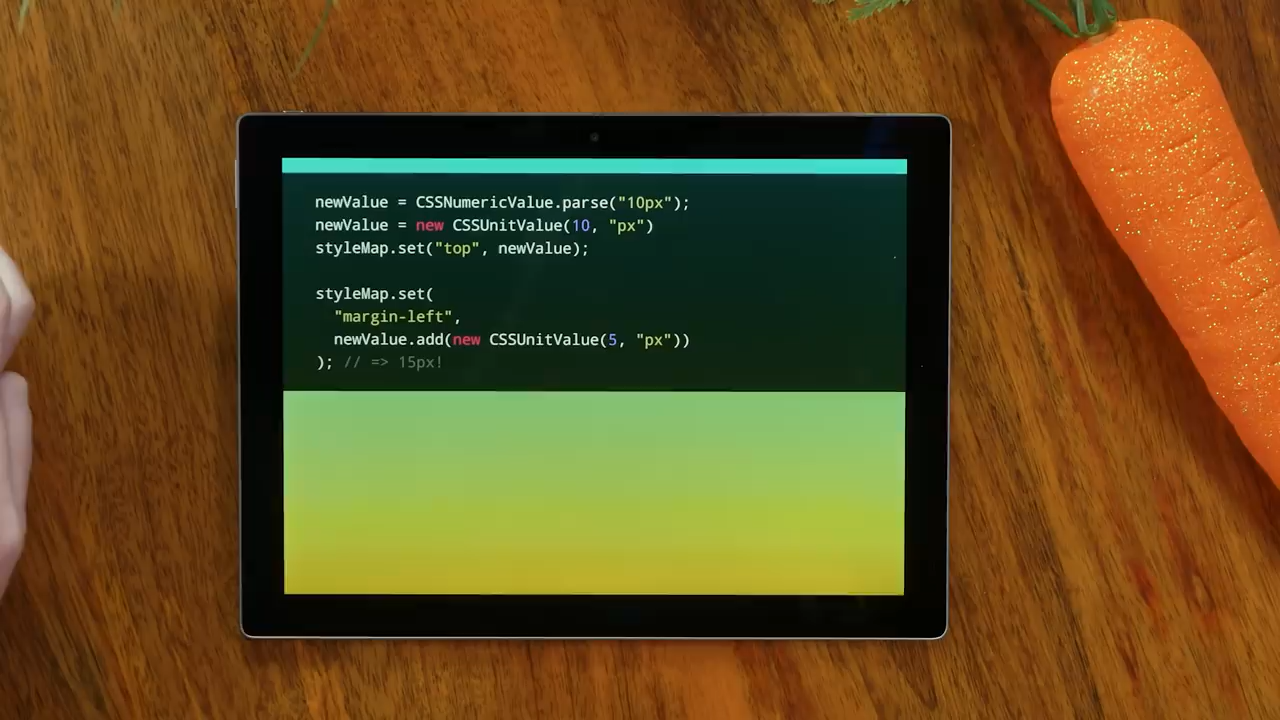 newValue = CSSNumericValue.parse("10px");
newValue = new CSSUnitValue(10, "px")
styleMap.set("top", newValue);
styleMap.set(
"margin-left",
newValue.add(new CSSUnitValue(5, "px"))
); // => 15px!